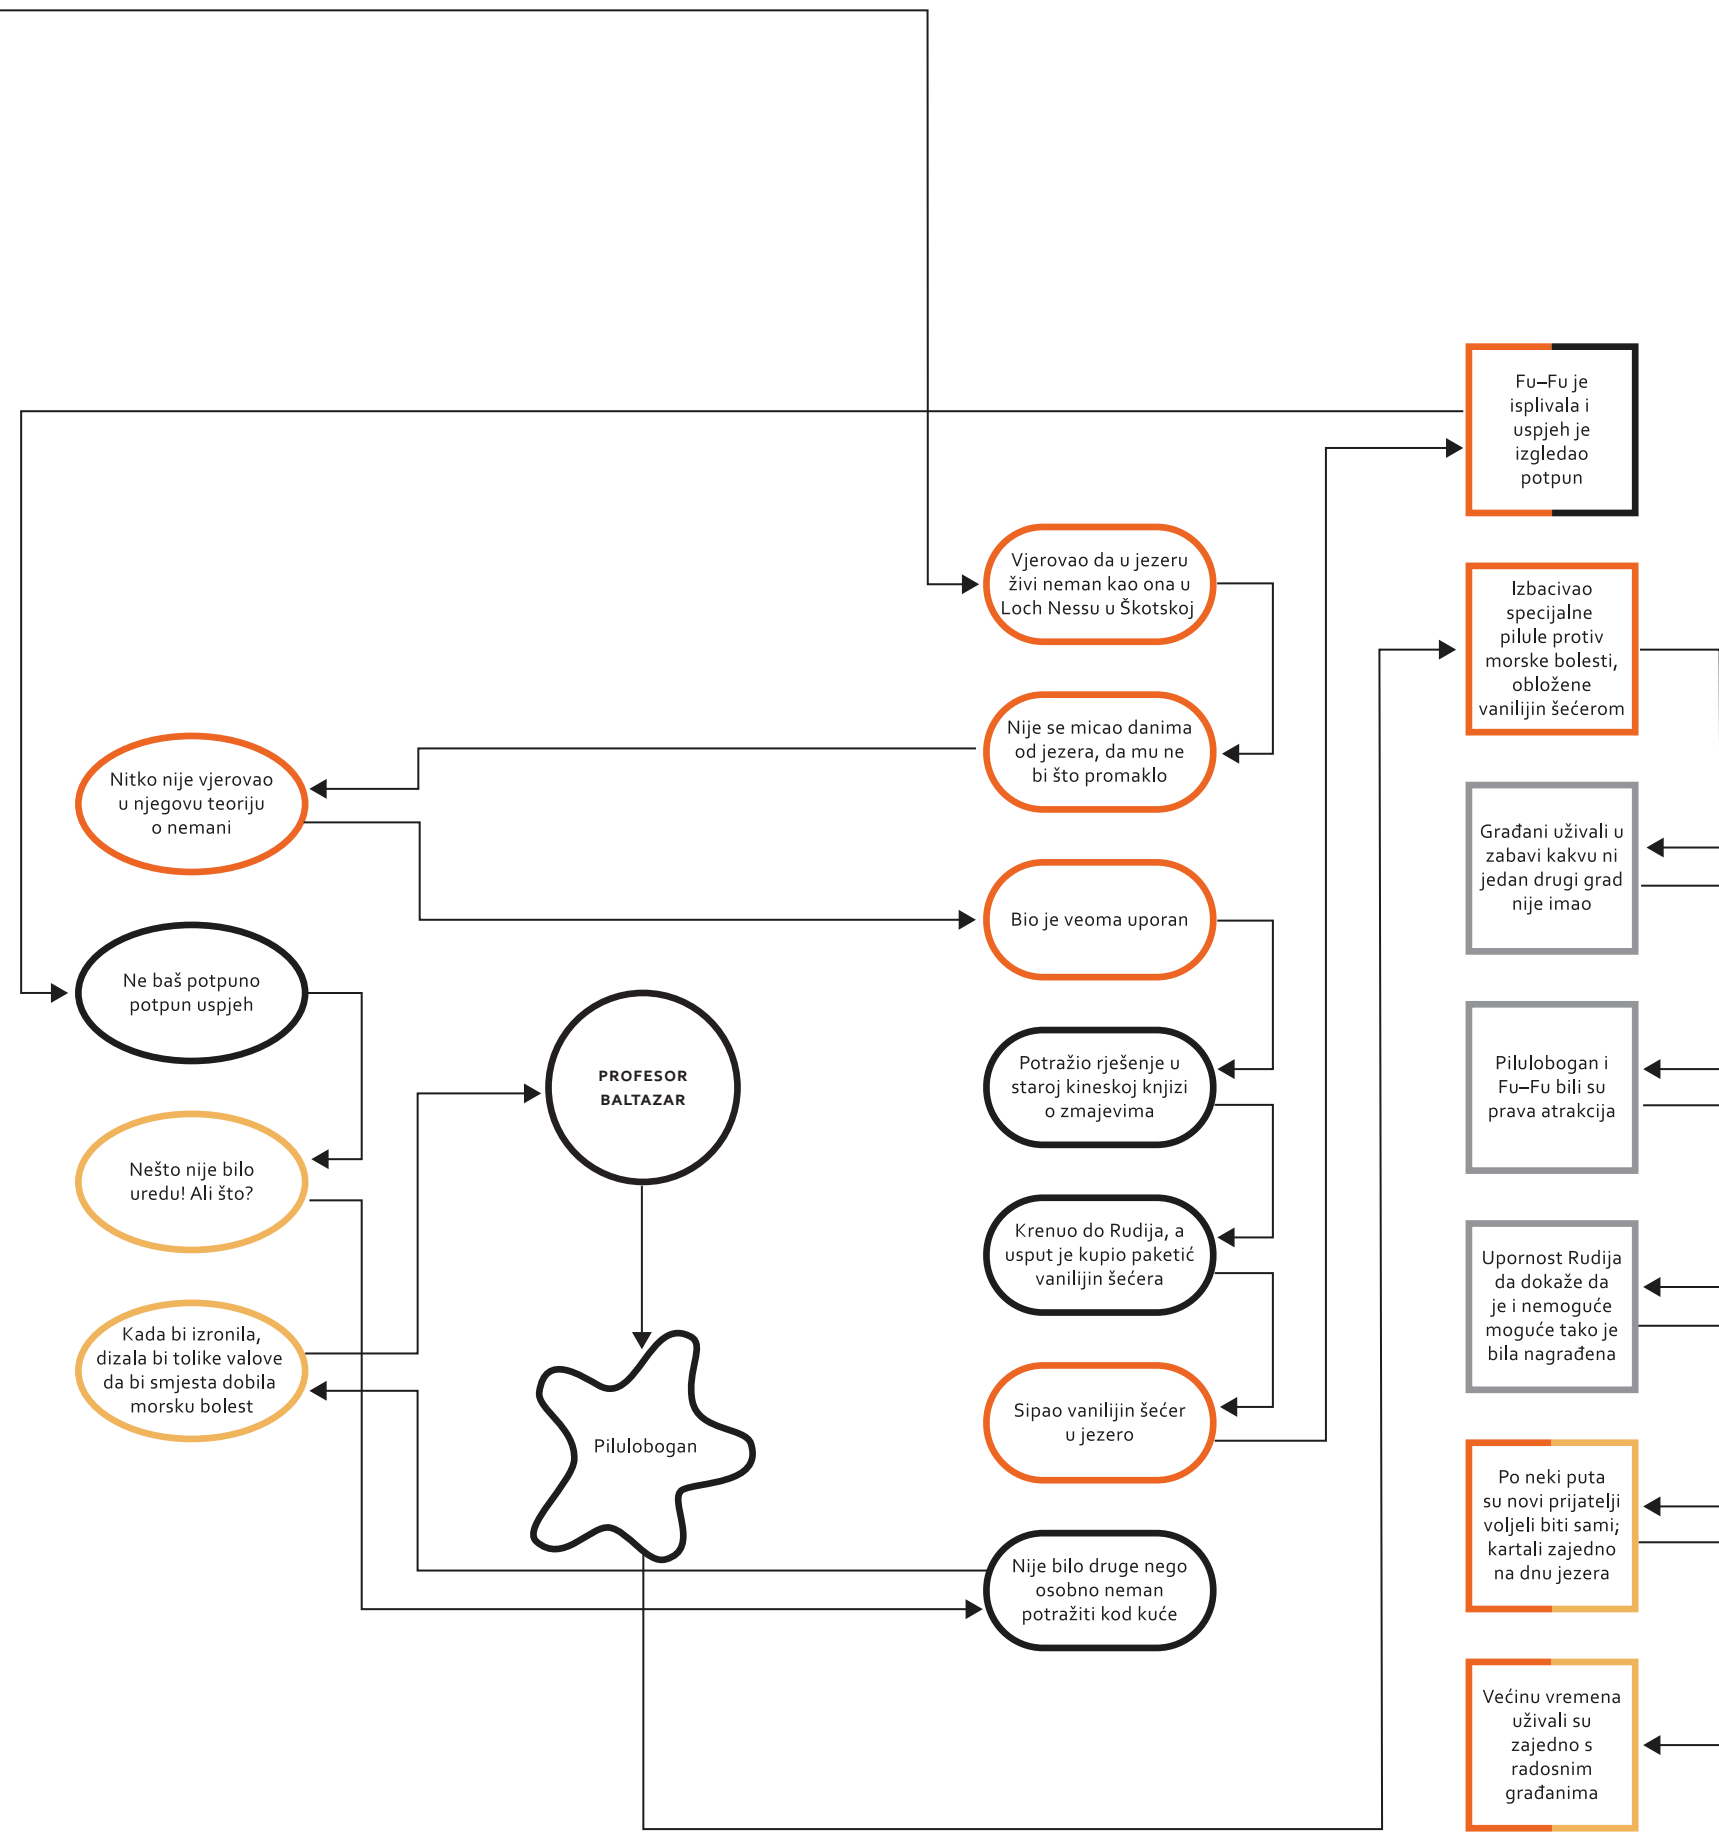 Fu–Fu je
isplivala i
uspjeh je
izgledao
potpun
Vjerovao da u jezeru
živi neman kao ona u
Loch Nessu u Škotskoj
Izbacivao
specijalne
pilule protiv
morske bolesti,
obložene
vanilijin šećerom
Nije se micao danima
od jezera, da mu ne
bi što promaklo
Nitko nije vjerovao
u njegovu teoriju
o nemani
Građani uživali u
zabavi kakvu ni
jedan drugi grad
nije imao
Bio je veoma uporan
Ne baš potpuno
potpun uspjeh
PROFESOR
BALTAZAR
Potražio rješenje u
staroj kineskoj knjizi
o zmajevima
Pilulobogan i
Fu–Fu bili su
prava atrakcija
Nešto nije bilo
uredu! Ali što?
Krenuo do Rudija, a
usput je kupio paketić
vanilijin šećera
Upornost Rudija
da dokaže da
je i nemoguće
moguće tako je
bila nagrađena
Kada bi izronila,
dizala bi tolike valove
da bi smjesta dobila
morsku bolest
Pilulobogan
Sipao vanilijin šećer
u jezero
Po neki puta
su novi prijatelji
voljeli biti sami;
kartali zajedno
na dnu jezera
Nije bilo druge nego
osobno neman
potražiti kod kuće
Većinu vremena
uživali su
zajedno s
radosnim
građanima